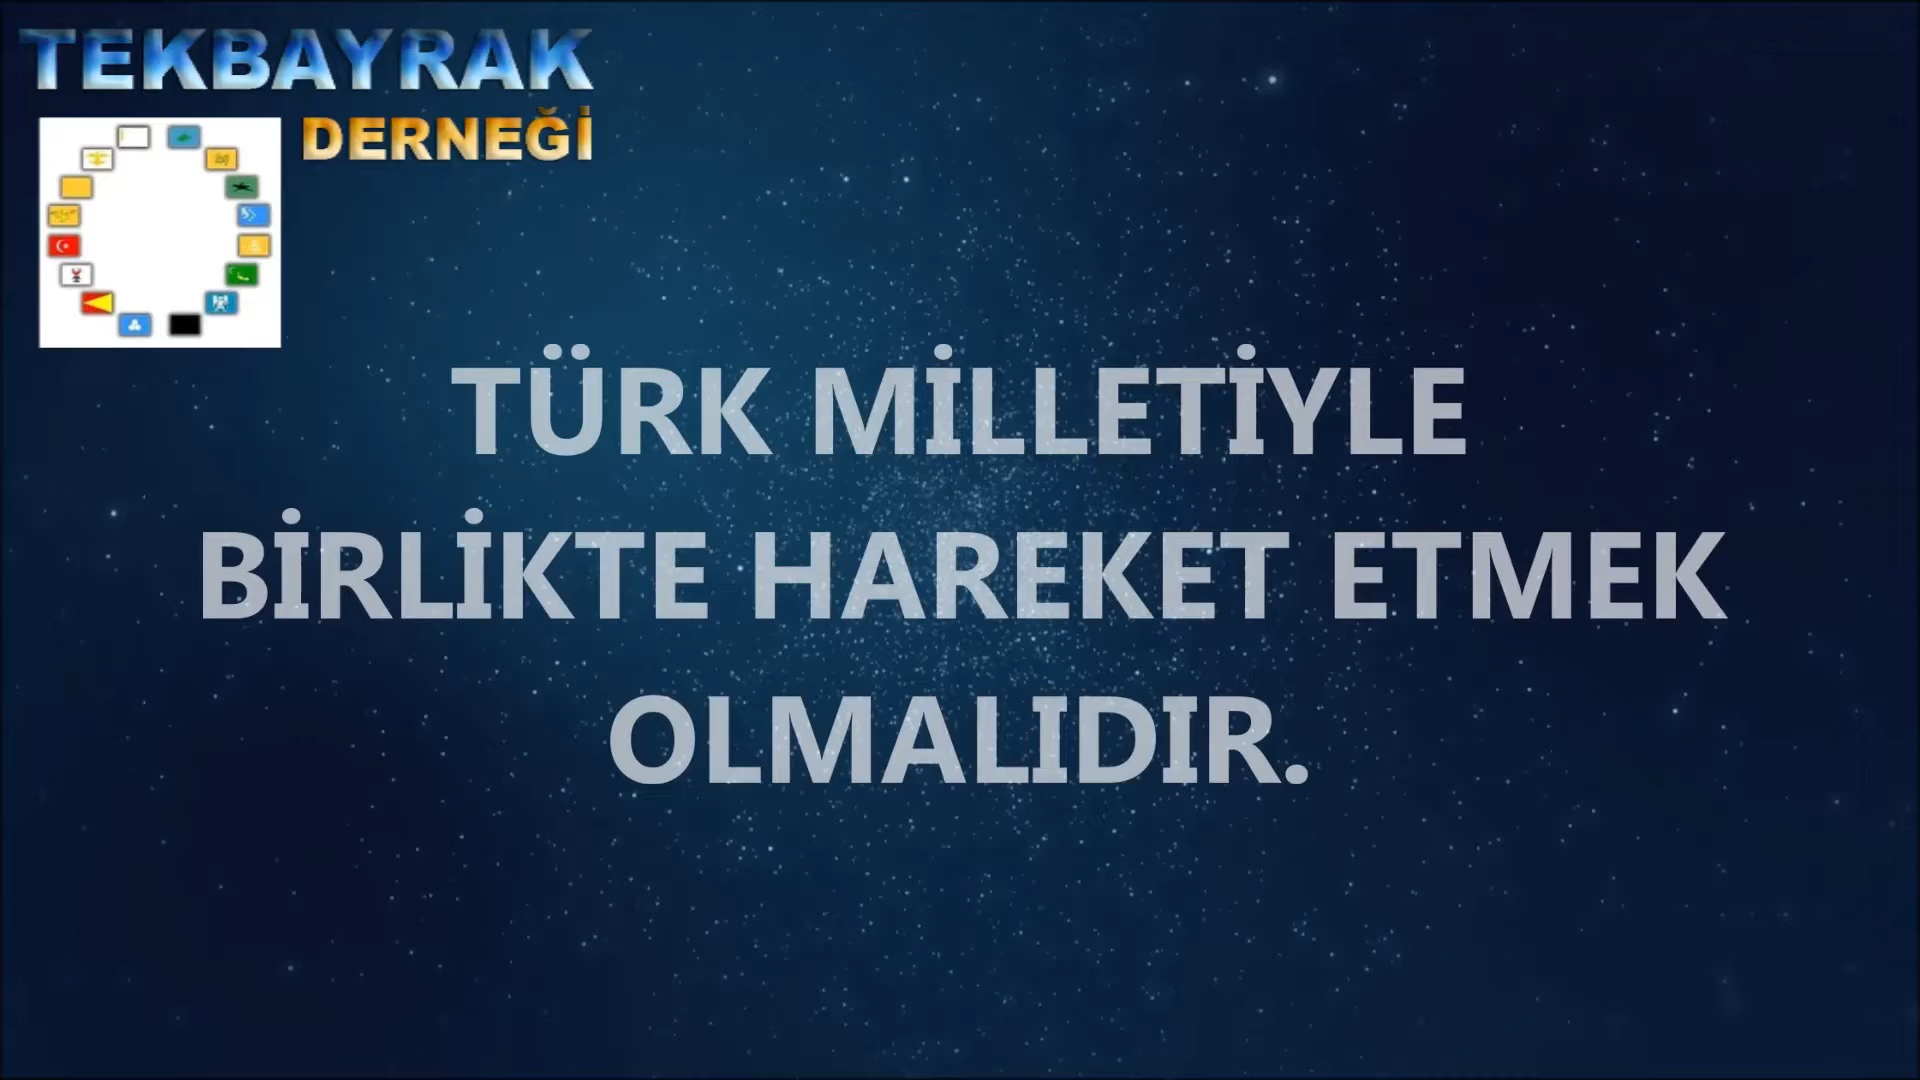 TEKBAYRAK
DERNEĞİ
TÜRK MİLLETİYLE
BİRLİKTE HAREKET ETMEK
OLMALIDIR.